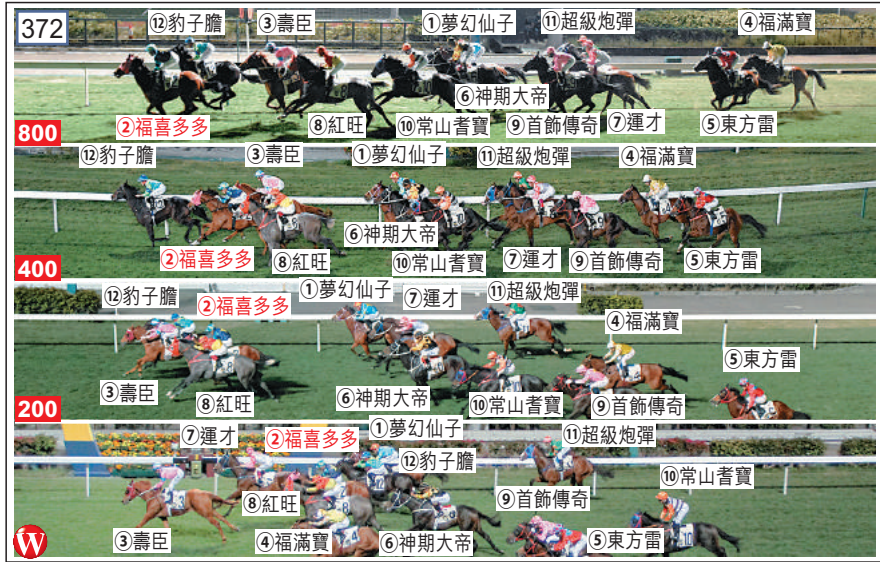 372
⑫豹子膽 ③壽臣 ①夢幻仙子 ⑪超級炮彈 ④福滿寶
⑥神期大帝
800 ②福喜多多 ⑧紅旺 ⑩常山耆寶 ⑨首飾傳奇 ⑦運才 ⑤東方雷
⑫豹子膽 ③壽臣 ①夢幻仙子 ⑪超級炮彈 ④福滿寶
⑥神期大帝
400 ②福喜多多 ⑧紅旺 ⑩常山耆寶 ⑦運才 ⑨首飾傳奇 ⑤東方雷
⑫豹子膽 ②福喜多多 ①夢幻仙子 ⑦運才 ⑪超級炮彈 ④福滿寶 ⑤東方雷
200 ③壽臣 ⑧紅旺 ⑥神期大帝 ⑩常山耆寶 ⑨首飾傳奇
⑦運才 ②福喜多多 ①夢幻仙子 ⑪超級炮彈
⑫豹子膽 ⑩常山耆寶
⑧紅旺 ⑨首飾傳奇
W ③壽臣 ④福滿寶 ⑥神期大帝 ⑤東方雷